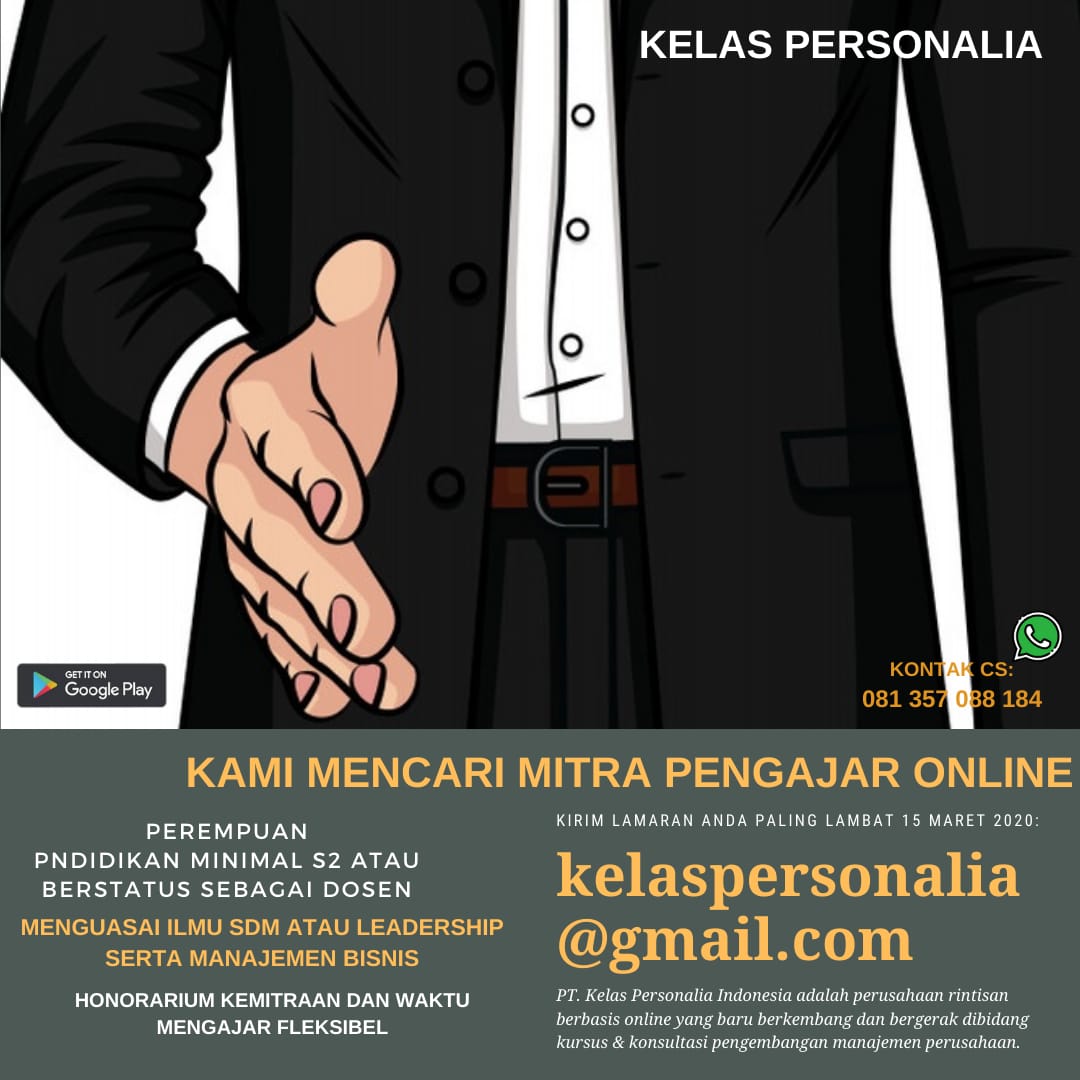 KELAS PERSONALIA
GET IT ON
Google Play
KONTAK CS:
081 357 088 184
KAMI MENCARI MITRA PENGAJAR ONLINE
PEREMPUAN
PNDIDIKAN MINIMAL S2 ATAU
BERSTATUS SEBAGAI DOSEN
MENGUASAI ILMU SDM ATAU LEADERSHIP
SERTA MANAJEMEN BISNIS
HONORARIUM KEMITRAAN DAN WAKTU
MENGAJAR FLEKSIBEL
KIRIM LAMARAN ANDA PALING LAMBAT 15 MARET 2020:
kelaspersonalia
@gmail.com
PT. Kelas Personalia Indonesia adalah perusahaan rintisan
berbasis online yang baru berkembang dan bergerak dibidang
kursus & konsultasi pengembangan manajemen perusahaan.